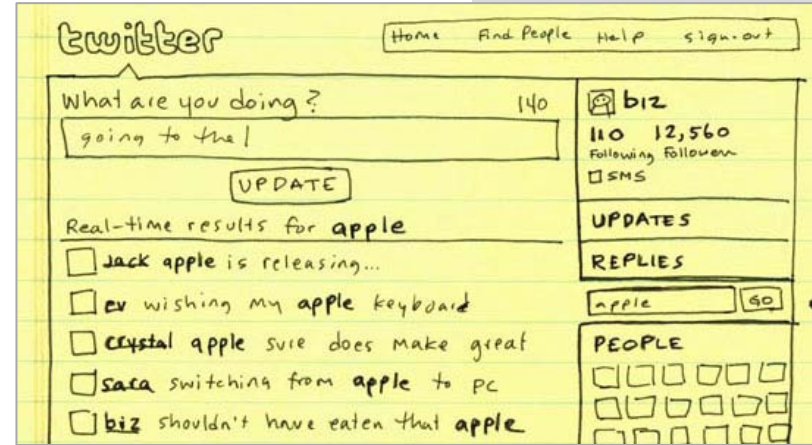 twitter
Home Find People Help sign-out
What are you doing? 140
going to the
UPDATE
Real-time results for apple
Jack apple is releasing...
ev wishing my apple keyboard
crystal apple sure does make great
sara switching from apple to PC
biz shouldn't have eaten that apple
biz
110 12,560
Following Followers
SMS
UPDATES
REPLIES
apple GO
PEOPLE